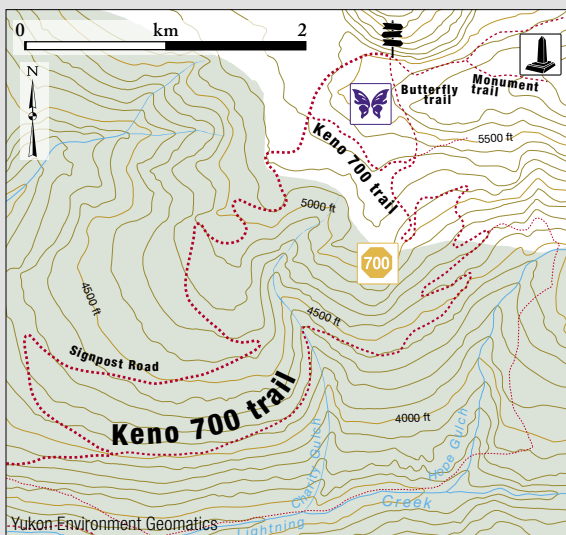 0 km 2
N
Butterfly
trail
Monument
trail
Keno 700 trail
5500 ft
5000 ft
700
4500 ft
4500 ft
Signpost Road
Keno 700 trail
4000 ft
Charity Gulch
Hope Gulch
Lightning Creek
Yukon Environment Geomatics